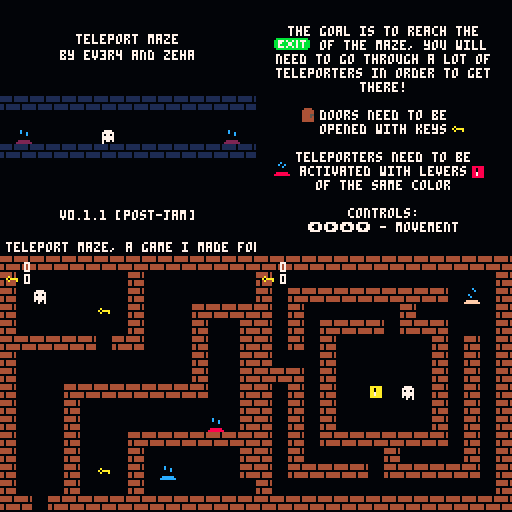 TELEPORT MAZE
BY EV3R4 AND ZEHA
V0.1.1 [POST-JAM]
TELEPORT MAZE, A GAME I MADE FO
THE GOAL IS TO REACH THE
EXIT OF THE MAZE, YOU WILL
NEED TO GO THROUGH A LOT OF
TELEPORTERS IN ORDER TO GET
THERE!
DOORS NEED TO BE
OPENED WITH KEYS
TELEPORTERS NEED TO BE
ACTIVATED WITH LEVERS
OF THE SAME COLOR
CONTROLS:
- MOVEMENT
0
0
0
0